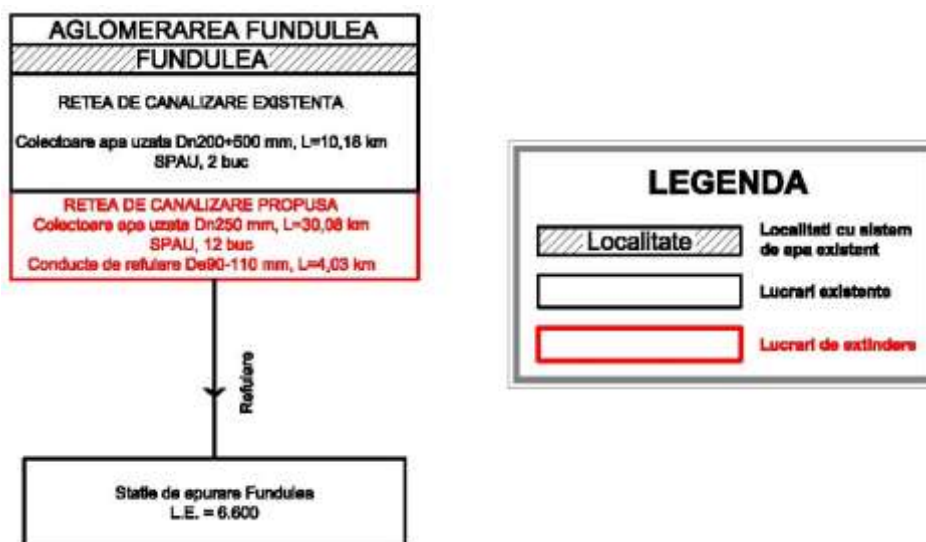 AGLOMERAREA FUNDULEA
FUNDULEA
RETEA DE CANALIZARE EXISTENTA
Colectoare apa uzata Dn200÷500 mm, L=10,18 km
SPAU, 2 buc
RETEA DE CANALIZARE PROPUSA
Colectoare apa uzata Dn250 mm, L=30,08 km
SPAU, 12 buc
Conducte de refulare De90-110 mm, L=4,03 km
Refulare
Statie de epurare Fundulea
L.E. = 6.600
LEGENDA
Localitate
Localitati cu sistem
de apa existent
Lucrari existente
Lucrari de extindere